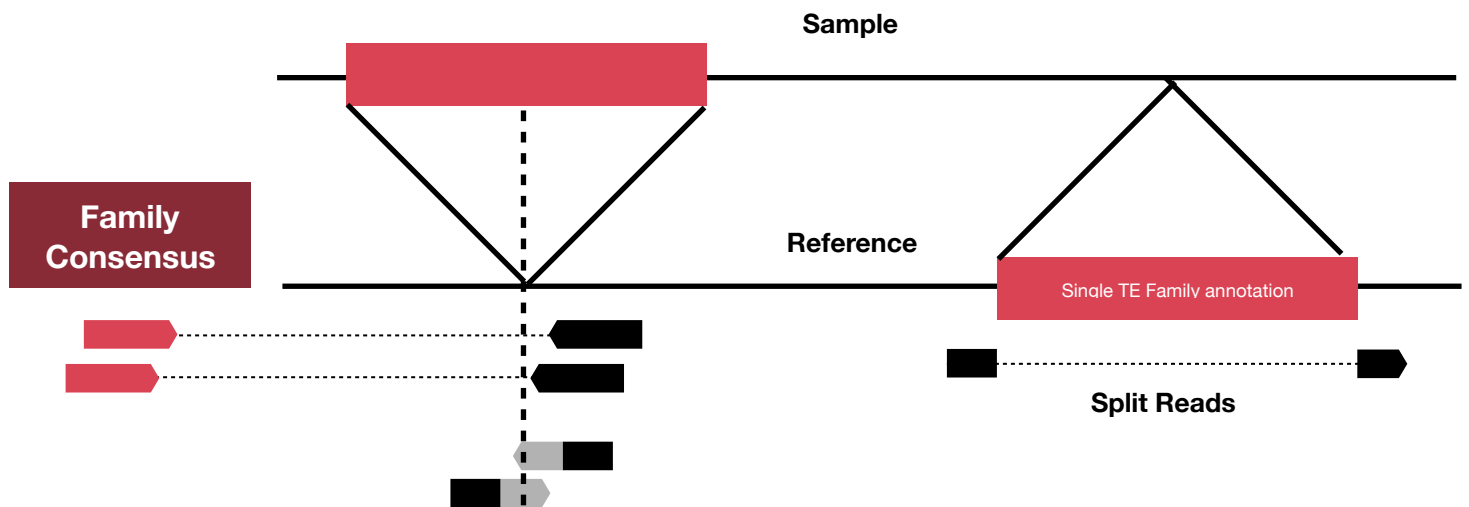 Sample
Family
Consensus
Reference
Single TE Family annotation
Split Reads